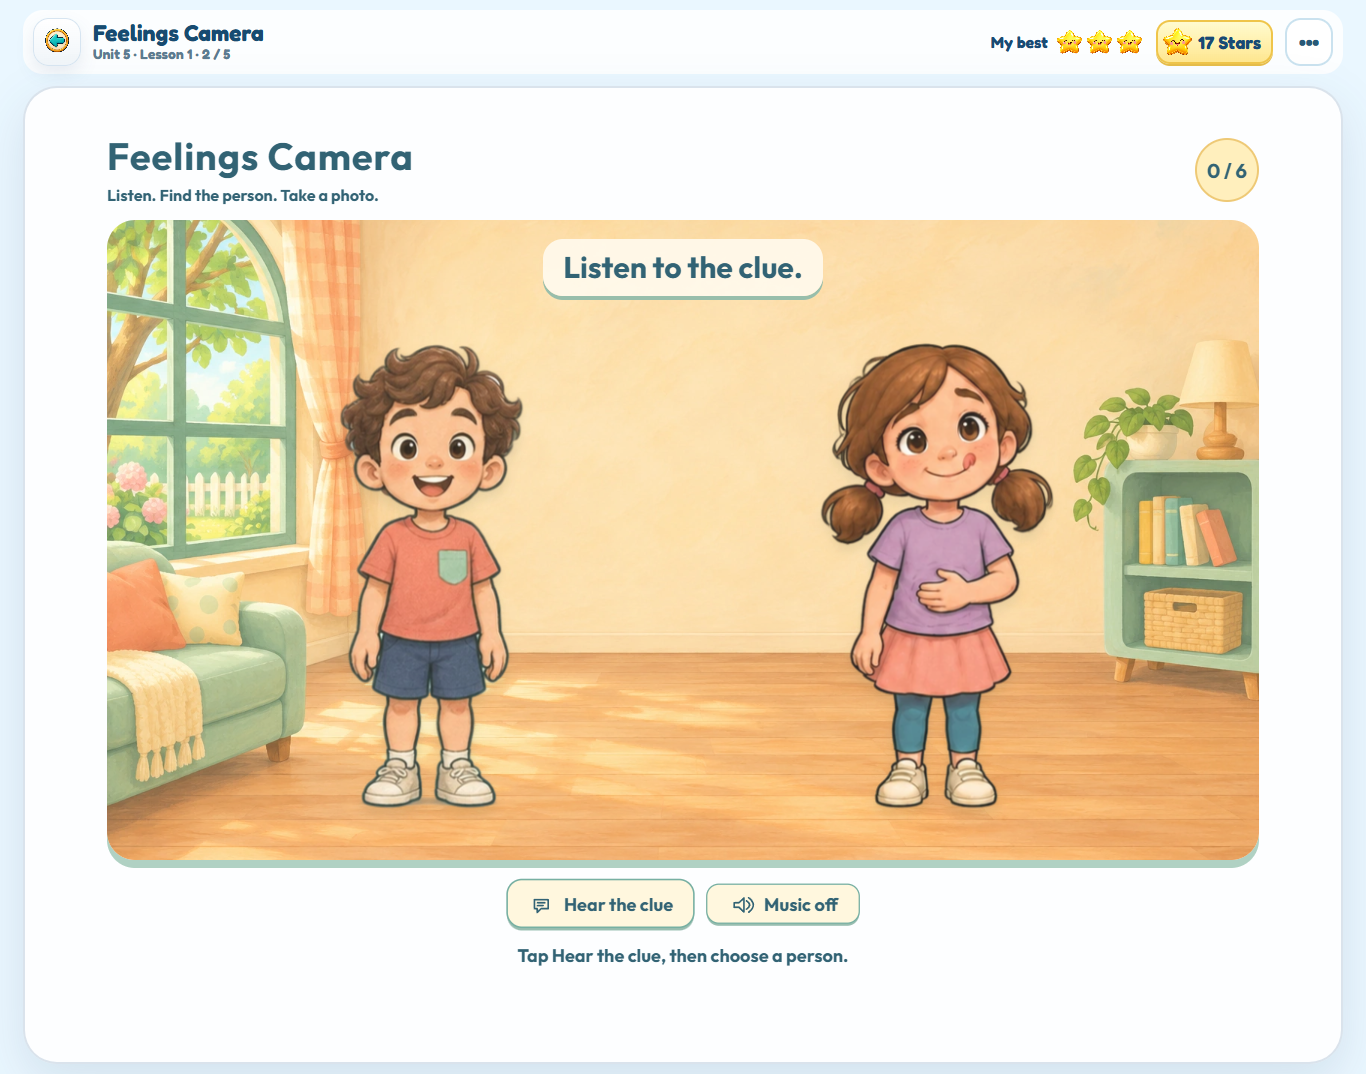 Feelings Camera
Unit 5 · Lesson 1 · 2 / 5
My best
17 Stars
Feelings Camera
Listen. Find the person. Take a photo.
0 / 6
Listen to the clue.
Hear the clue
Music off
Tap Hear the clue, then choose a person.